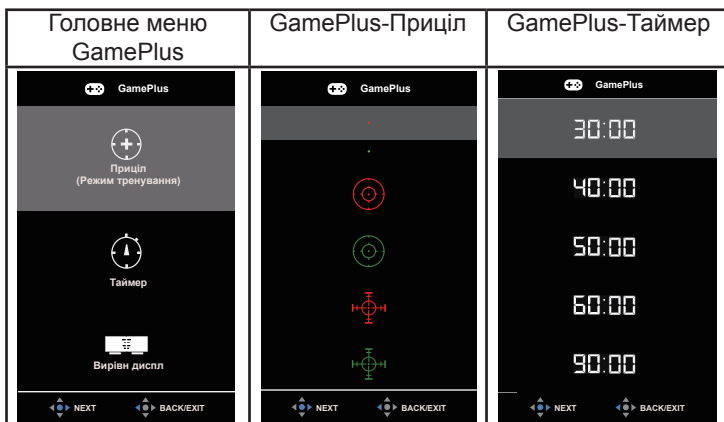 Головне меню
GamePlus
GamePlus-Приціл
GamePlus-Таймер
GamePlus
Приціл
(Режим тренування)
Таймер
Вирівн диспл
NEXT BACK/EXIT
GamePlus
NEXT BACK/EXIT
GamePlus
30:00
40:00
50:00
60:00
90:00
NEXT BACK/EXIT